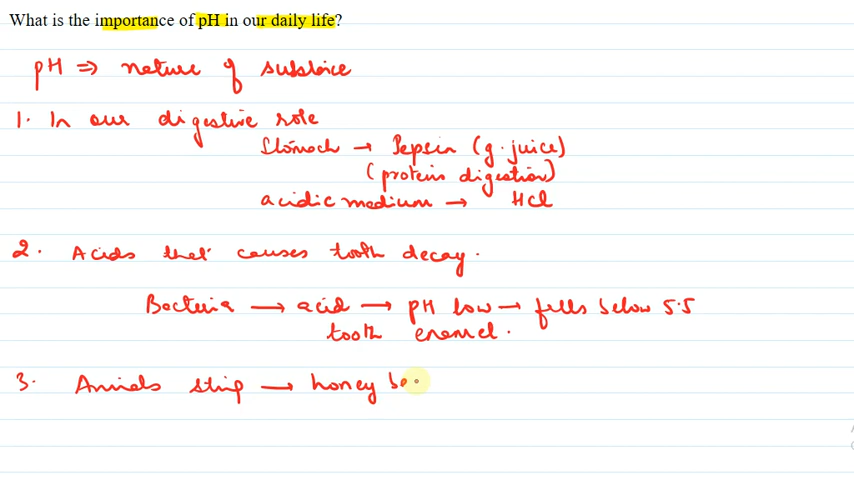 What is the importance of pH in our daily life?
pH ⇒ nature of substance
1. In our digestive role
Stomach → Pepsin (g. juice)
(protein digestion)
acidic medium → HCl
2. Acids that causes tooth decay.
Bacteria → acid → pH low → falls below 5.5
tooth enamel.
3. Animals sting → honey be